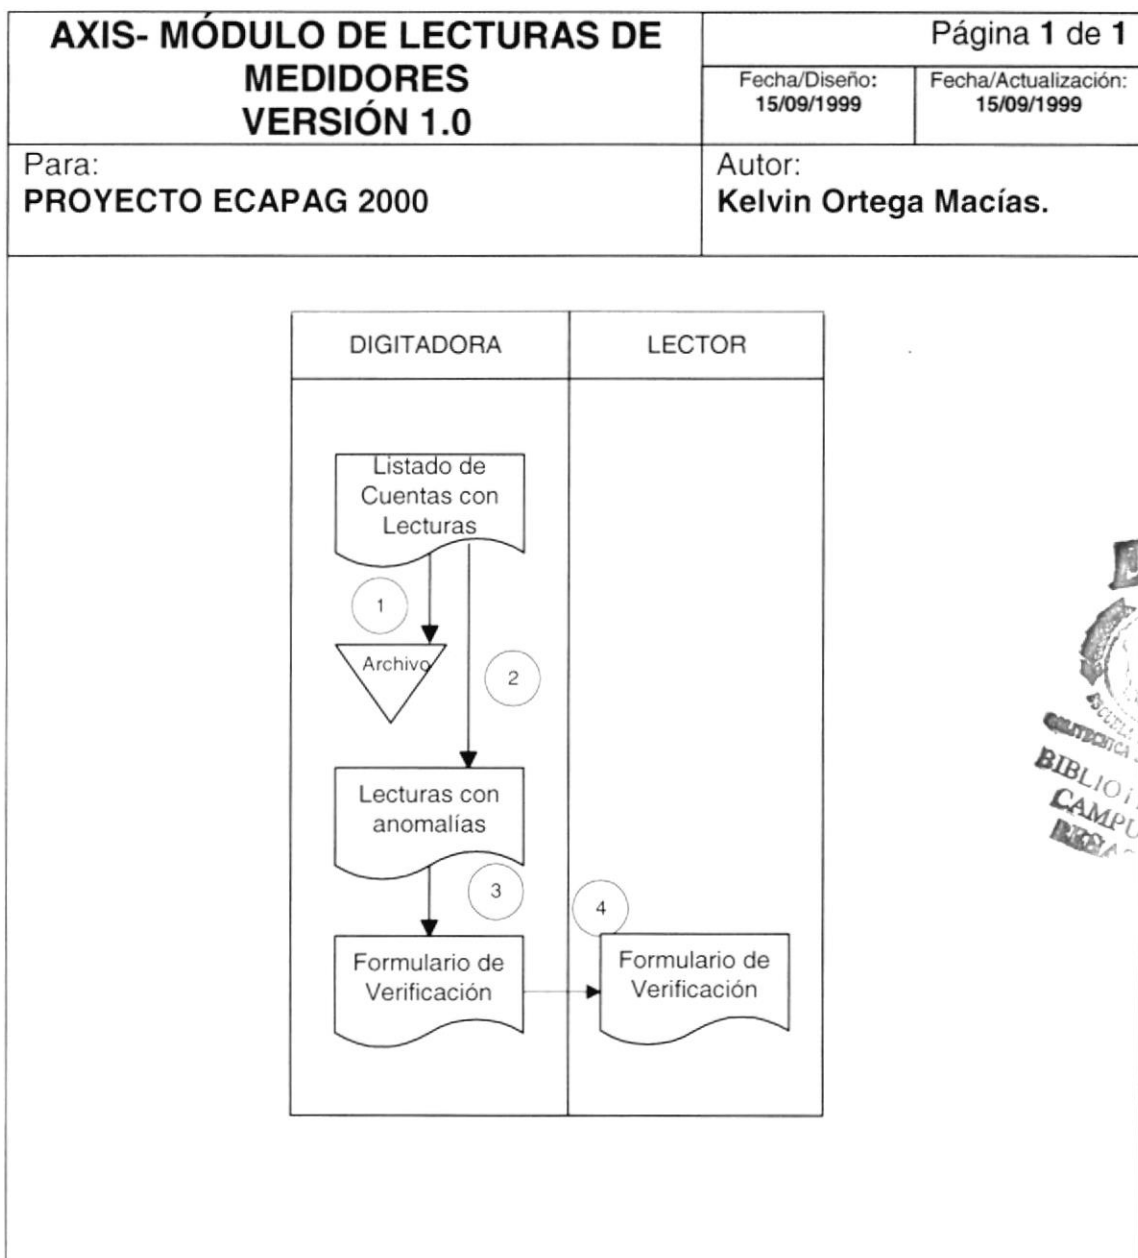 AXIS- MÓDULO DE LECTURAS DE
MEDIDORES
VERSIÓN 1.0
Página 1 de 1
Fecha/Diseño:
15/09/1999
Fecha/Actualización:
15/09/1999
Para:
PROYECTO ECAPAG 2000
Autor:
Kelvin Ortega Macías.
DIGITADORA
LECTOR
Listado de
Cuentas con
Lecturas
1
Archivo
2
Lecturas con
anomalías
3
4
Formulario de
Verificación
Formulario de
Verificación